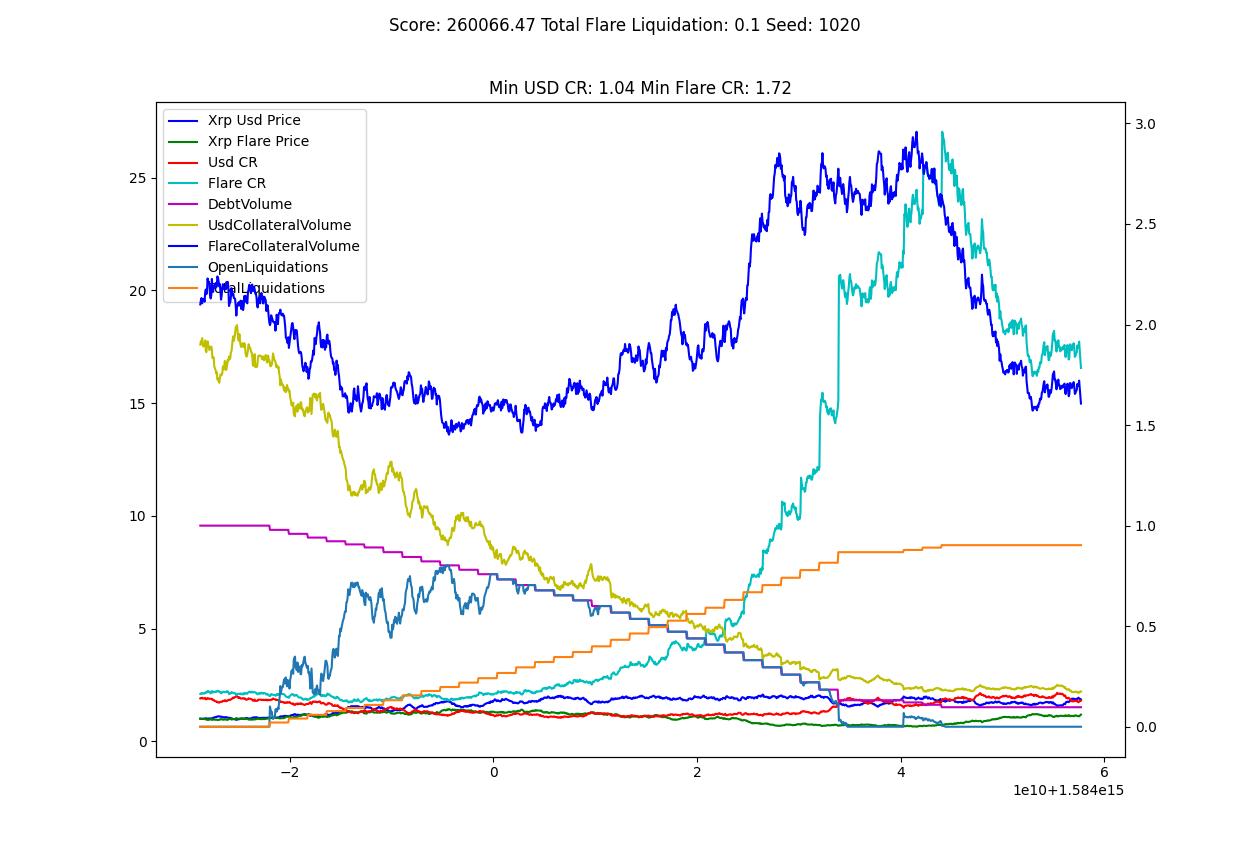 Score: 260066.47 Total Flare Liquidation: 0.1 Seed: 1020
Min USD CR: 1.04 Min Flare CR: 1.72
Xrp Usd Price
Xrp Flare Price
Usd CR
Flare CR
DebtVolume
UsdCollateralVolume
FlareCollateralVolume
OpenLiquidations
TotalLiquidations
25
20
15
10
5
0
3.0
2.5
2.0
1.5
1.0
0.5
0.0
−2
0
2
4
6
1e10+1.584e15